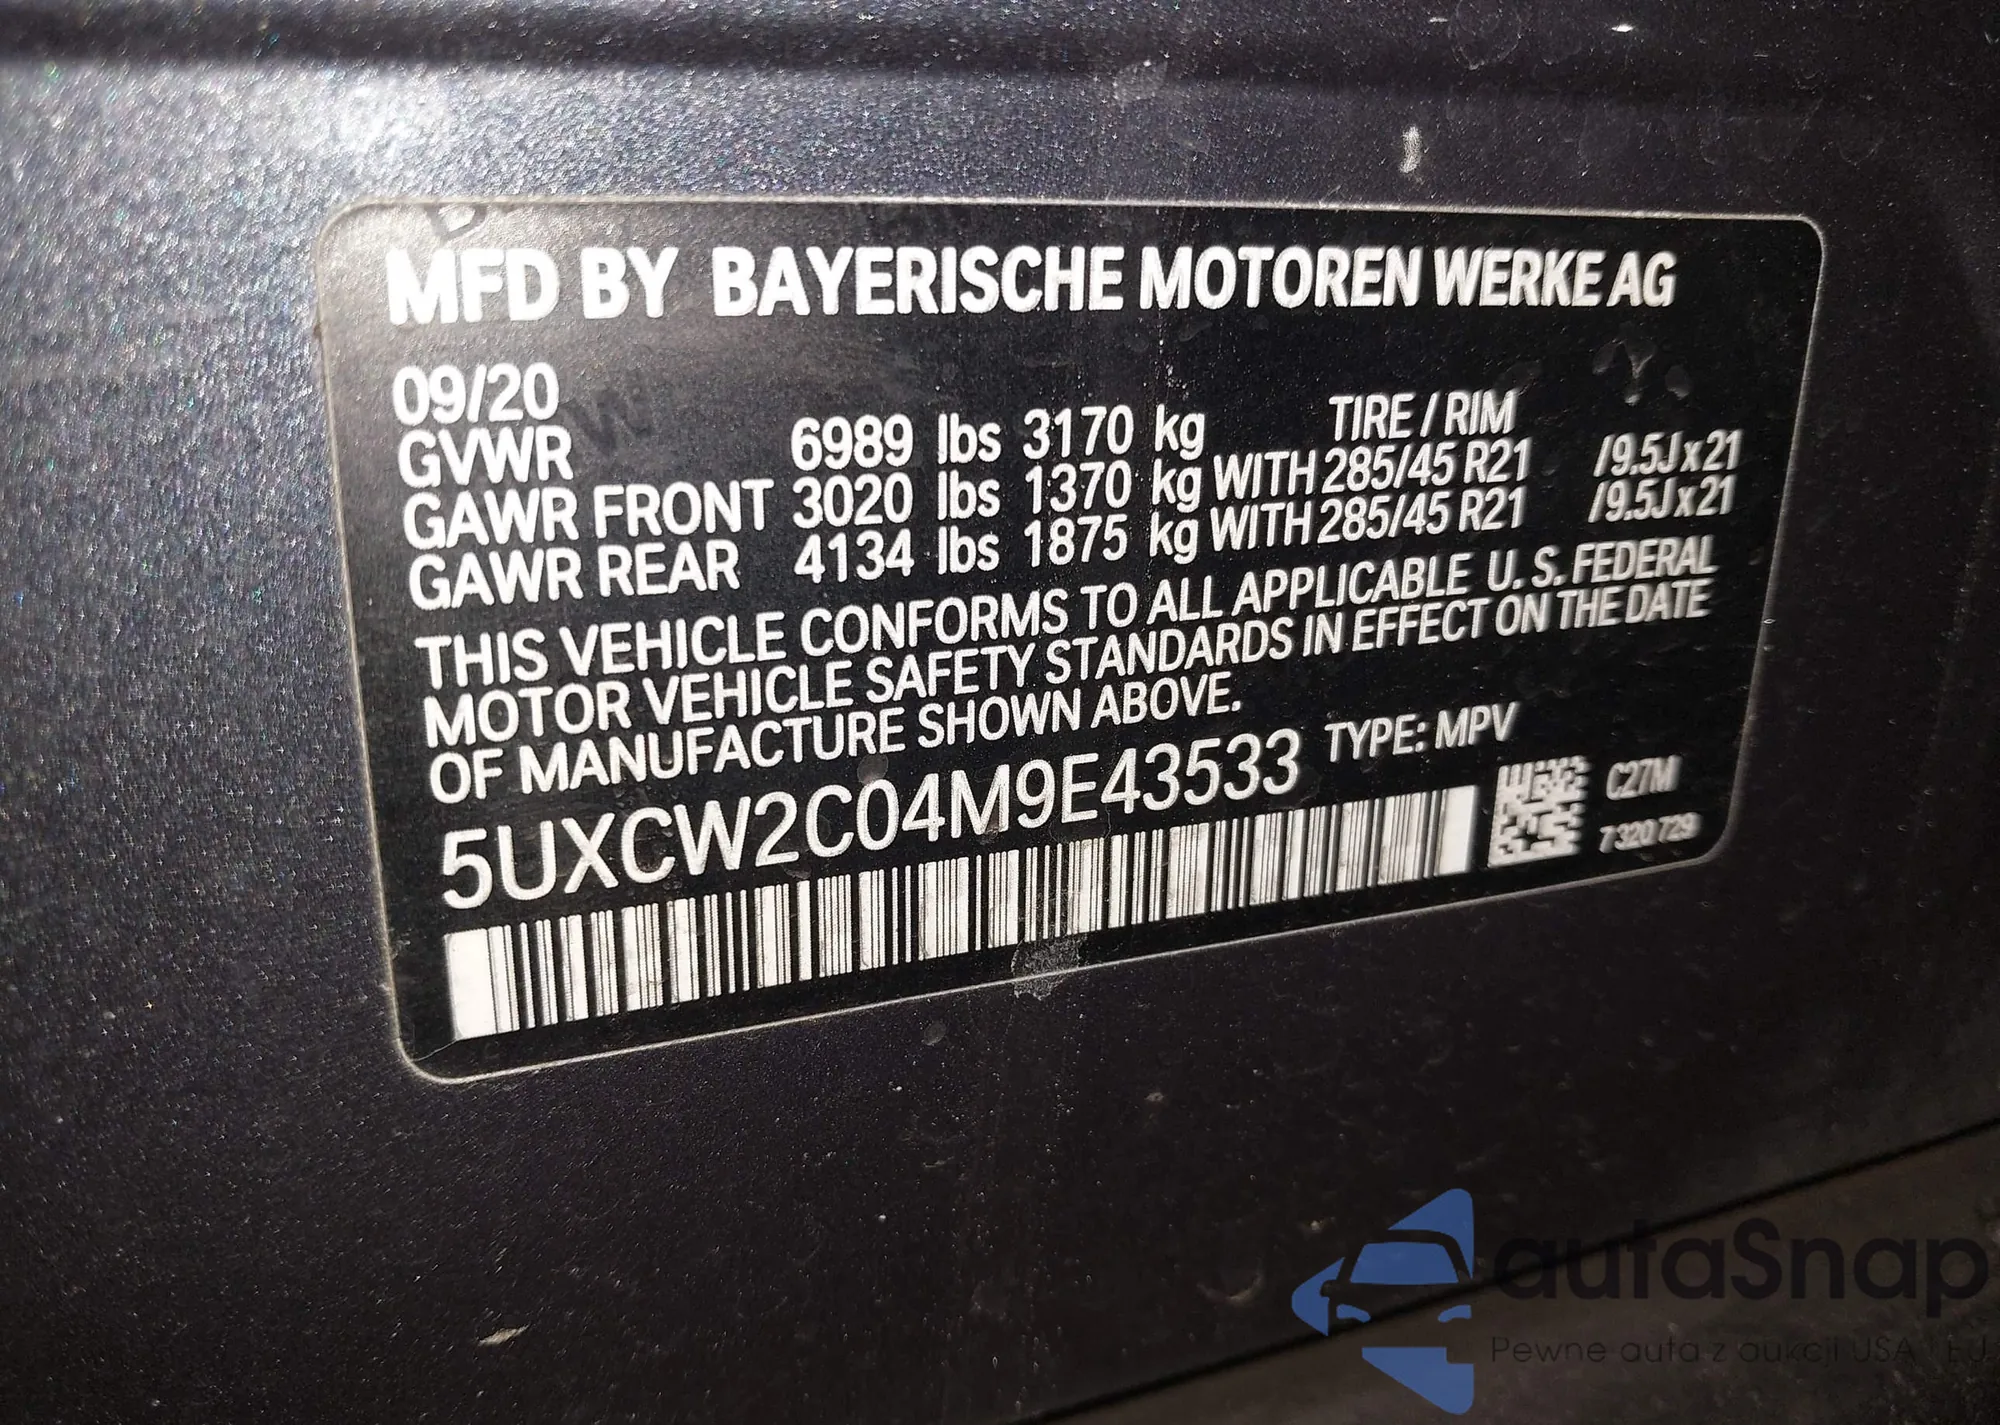 MFD BY BAYERISCHE MOTOREN WERKE AG
09/20
TIRE / RIM
GVWR 6989 lbs 3170 kg
GAWR FRONT 3020 lbs 1370 kg WITH 285/45 R21 /9.5J x 21
GAWR REAR 4134 lbs 1875 kg WITH 285/45 R21 /9.5J x 21
THIS VEHICLE CONFORMS TO ALL APPLICABLE U. S. FEDERAL
MOTOR VEHICLE SAFETY STANDARDS IN EFFECT ON THE DATE
OF MANUFACTURE SHOWN ABOVE.
5UXCW2C04M9E43533 TYPE: MPV
C27M
7 320 729
autaSnap
Pewne auta z aukcji USA i EU